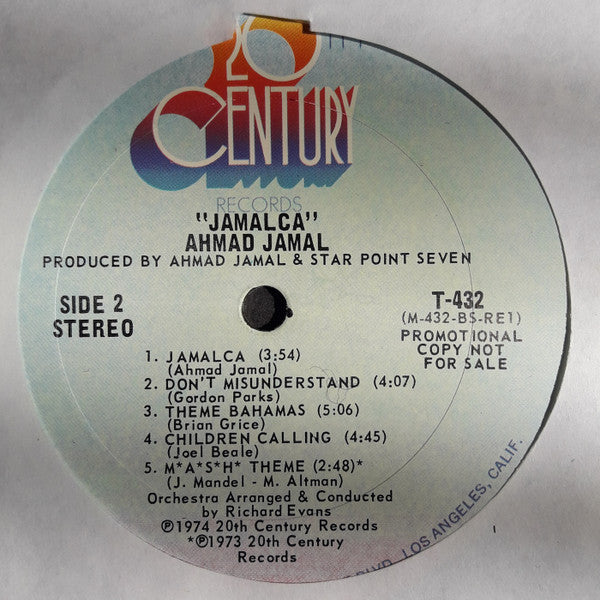 20
CENTURY
RECORDS
"JAMALCA"
AHMAD JAMAL
PRODUCED BY AHMAD JAMAL & STAR POINT SEVEN
SIDE 2
STEREO
T-432
(M-432-BS-RE1)
PROMOTIONAL
COPY NOT
FOR SALE
1. JAMALCA (3:54)
(Ahmad Jamal)
2. DON'T MISUNDERSTAND (4:07)
(Gordon Parks)
3. THEME BAHAMAS (5:06)
(Brian Grice)
4. CHILDREN CALLING (4:45)
(Joel Beale)
5. M*A*S*H* THEME (2:48)*
(J. Mandel - M. Altman)
Orchestra Arranged & Conducted
by Richard Evans
Ⓟ1974 20th Century Records
*Ⓟ1973 20th Century
Records
BLVD. LOS ANGELES, CALIF.